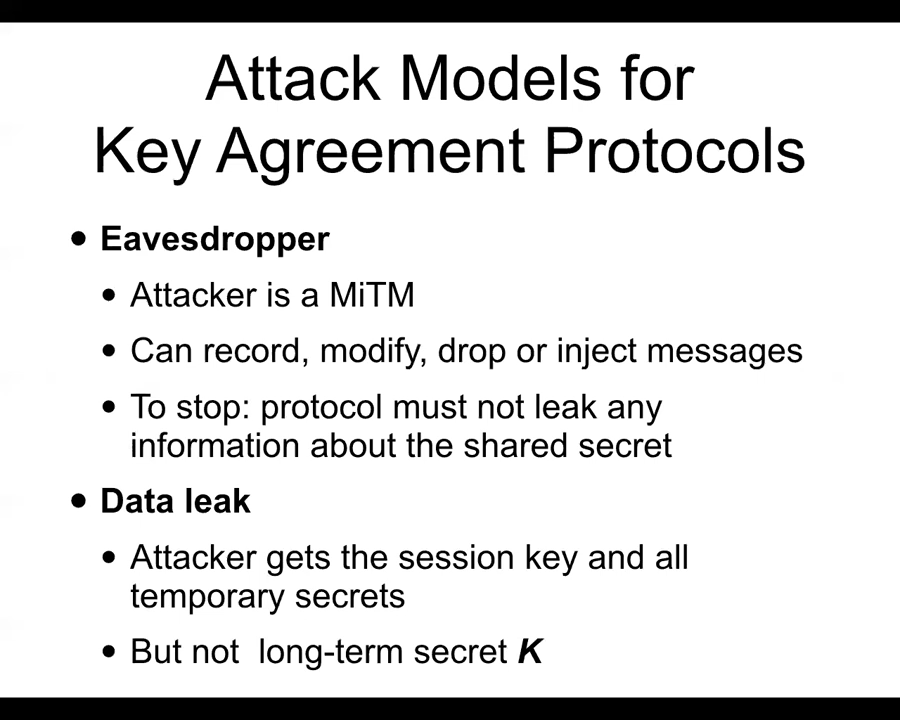 Attack Models for
Key Agreement Protocols
• Eavesdropper
• Attacker is a MiTM
• Can record, modify, drop or inject messages
• To stop: protocol must not leak any
information about the shared secret
• Data leak
• Attacker gets the session key and all
temporary secrets
• But not  long-term secret K